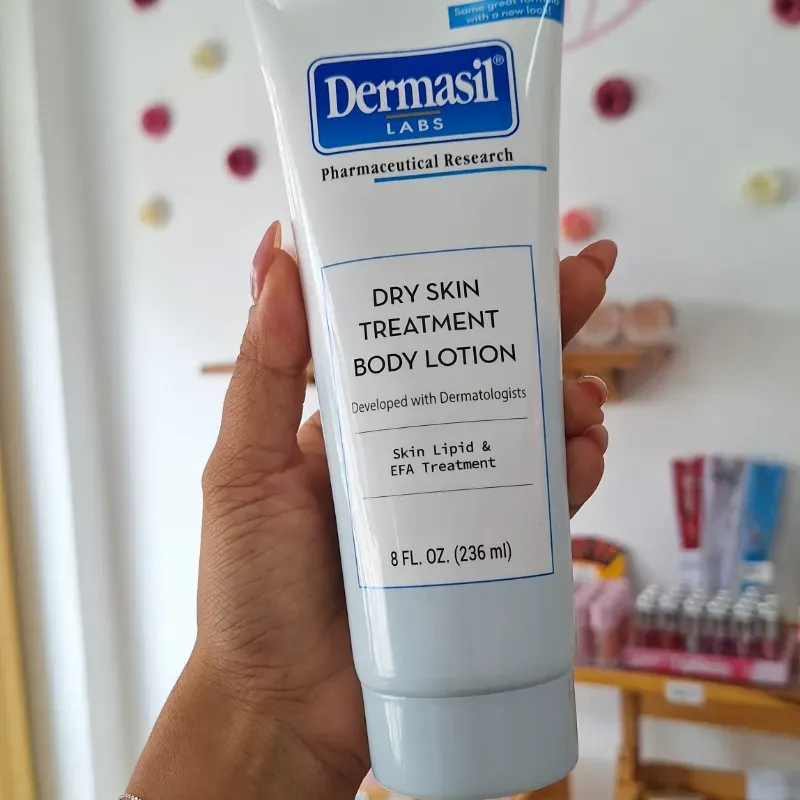 Same great formula
with a new look!
Dermasil®
LABS
Pharmaceutical Research
DRY SKIN
TREATMENT
BODY LOTION
Developed with Dermatologists
Skin Lipid &
EFA Treatment
8 FL. OZ. (236 ml)